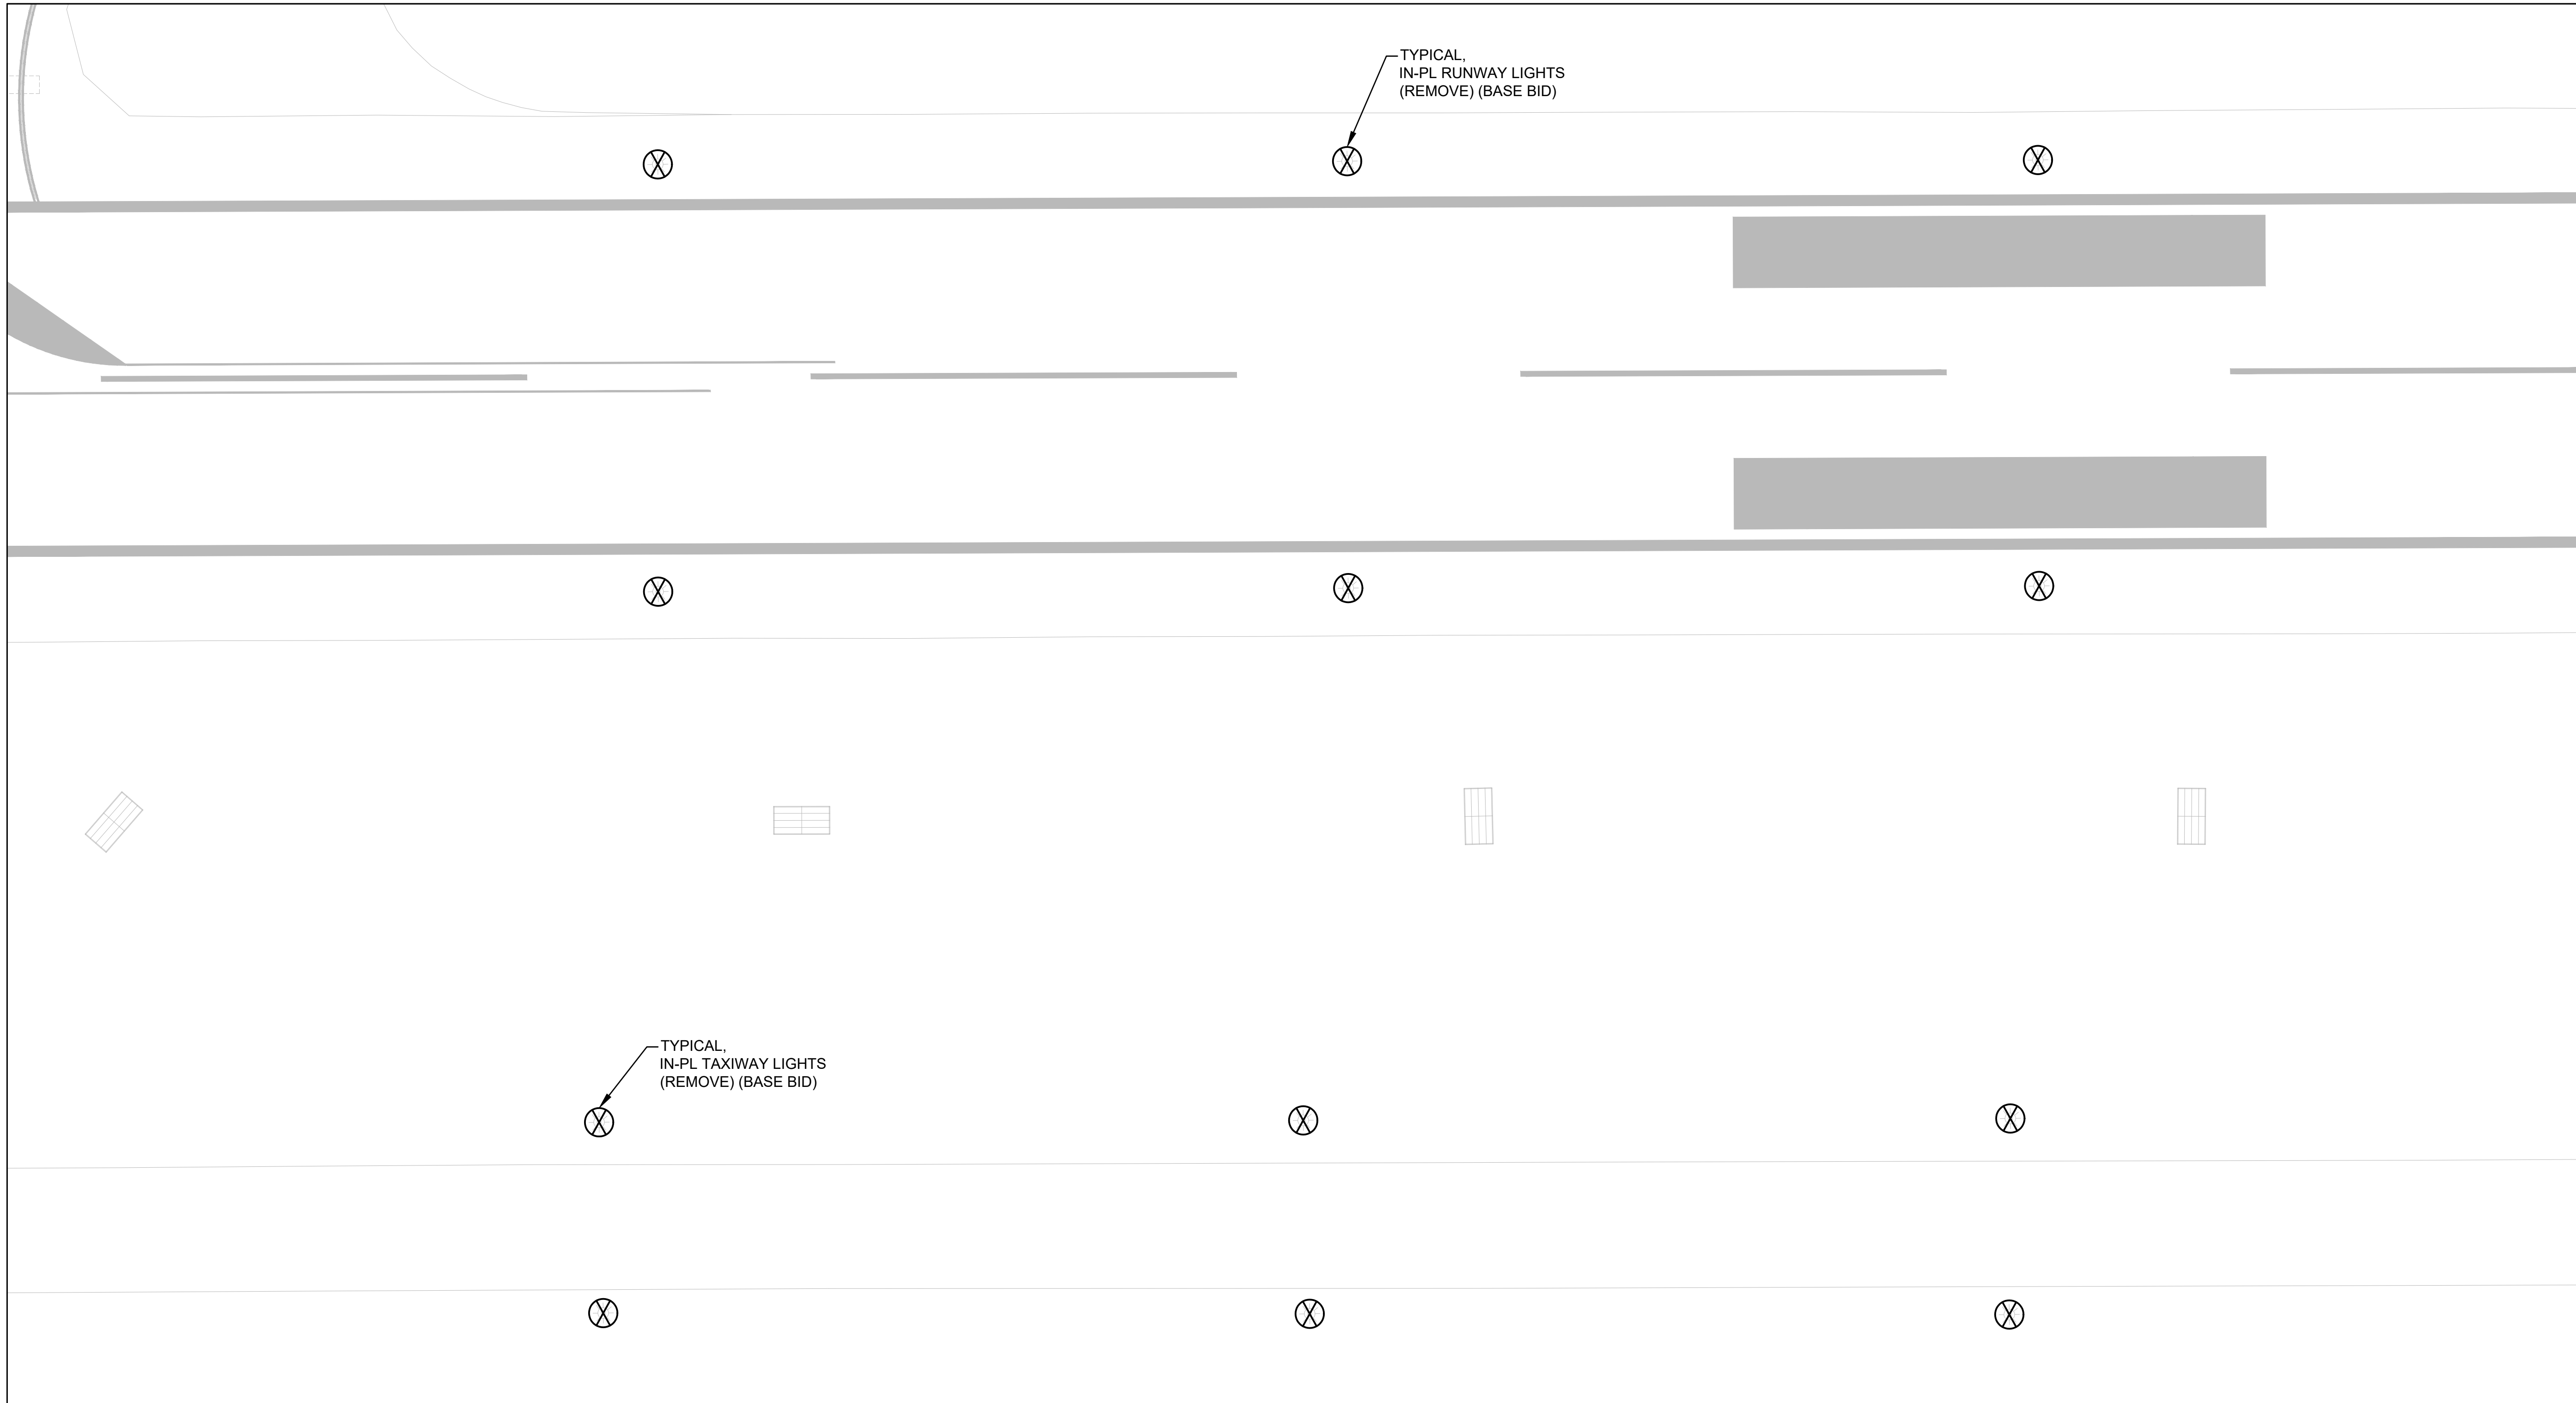 TYPICAL,
IN-PL RUNWAY LIGHTS
(REMOVE) (BASE BID)
TYPICAL,
IN-PL TAXIWAY LIGHTS
(REMOVE) (BASE BID)